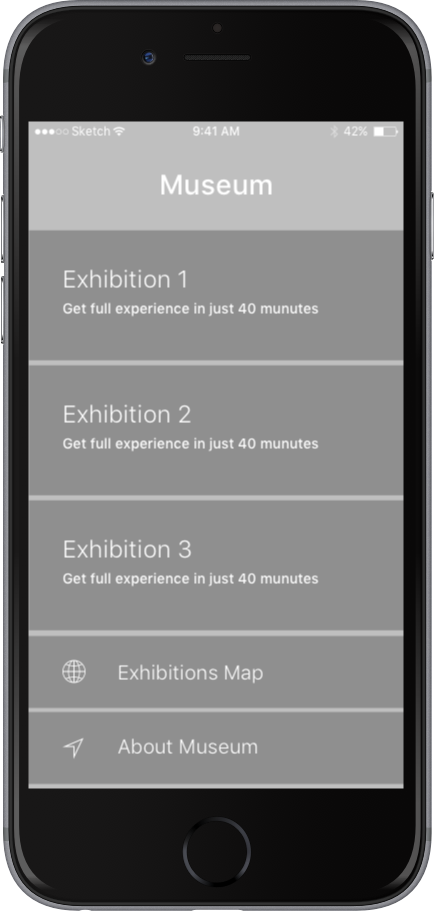 Sketch 9:41 AM 42%
Museum
Exhibition 1
Get full experience in just 40 munutes
Exhibition 2
Get full experience in just 40 munutes
Exhibition 3
Get full experience in just 40 munutes
Exhibitions Map
About Museum